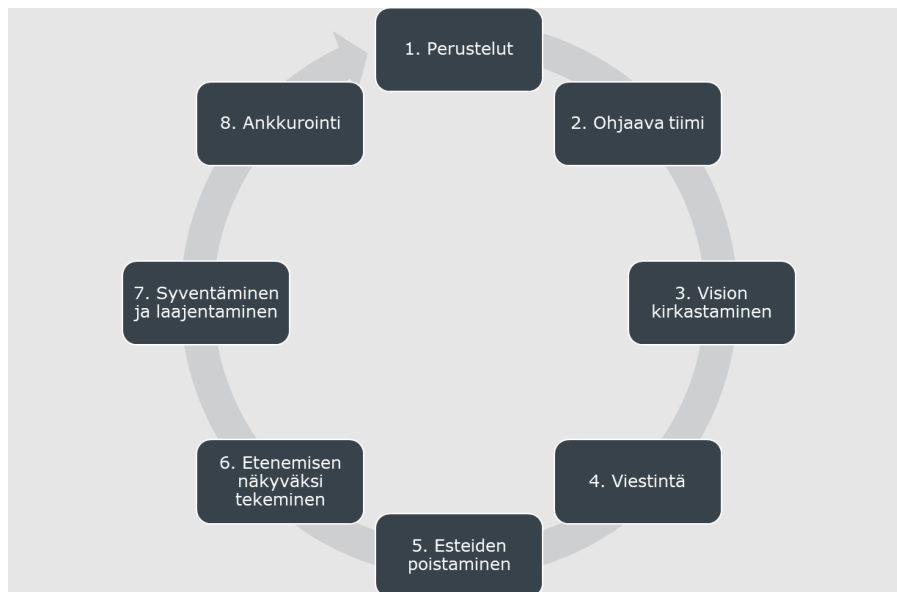 1. Perustelut
2. Ohjaava tiimi
3. Vision
kirkastaminen
4. Viestintä
5. Esteiden
poistaminen
6. Etenemisen
näkyväksi
tekeminen
7. Syventäminen
ja laajentaminen
8. Ankkurointi